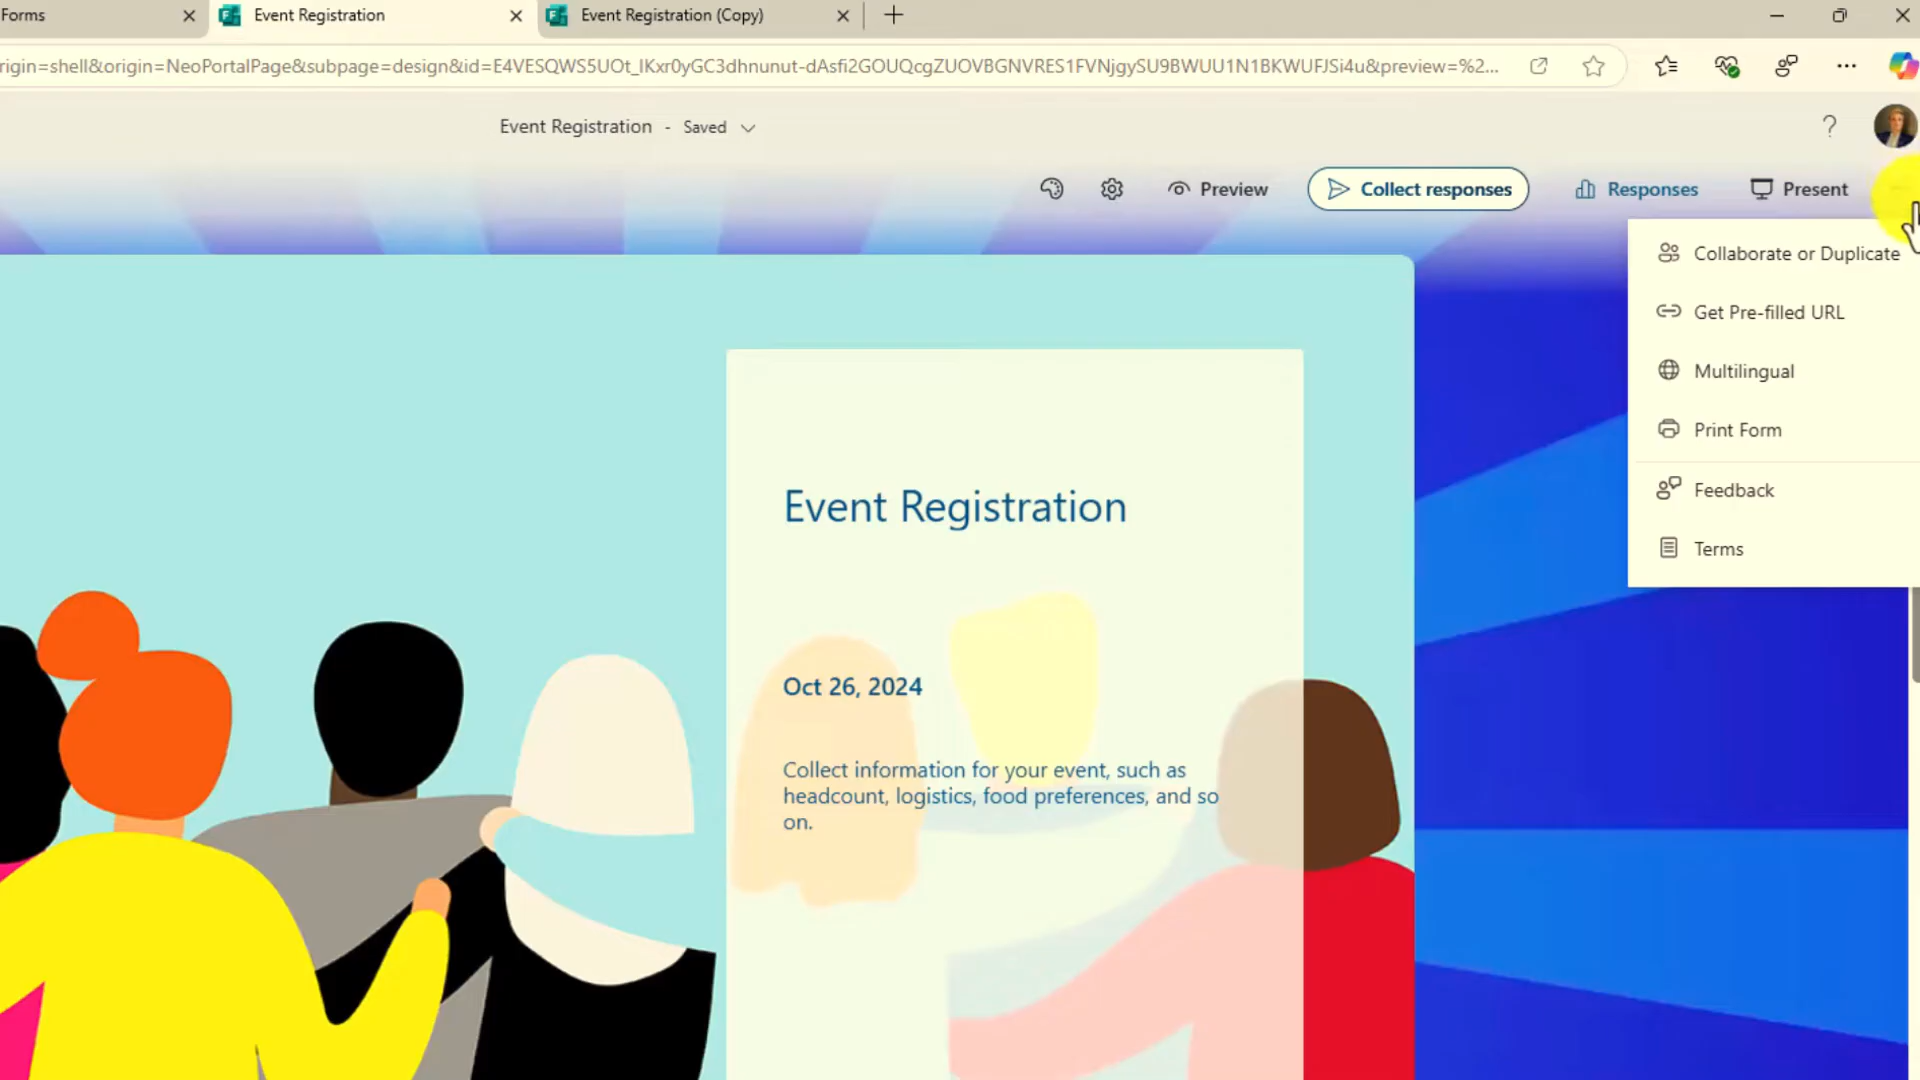 Forms
Event Registration
Event Registration (Copy)
rigin=shell&origin=NeoPortalPage&subpage=design&id=E4VESQWS5UOt_IKxr0yGC3dhnunut-dAsfi2GOUQcgZUOVBGNVRES1FVNjgySU9BWUU1N1BKWUFJSi4u&preview=%2...
Event Registration - Saved
?
Preview
Collect responses
Responses
Present
Collaborate or Duplicate
Get Pre-filled URL
Multilingual
Print Form
Feedback
Terms
Event Registration
Oct 26, 2024
Collect information for your event, such as
headcount, logistics, food preferences, and so
on.